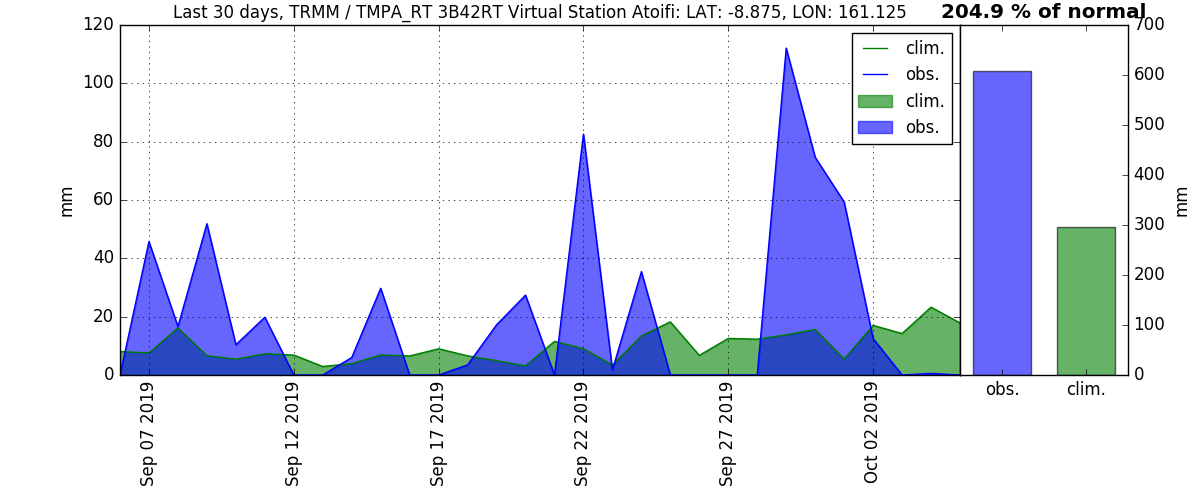 Last 30 days, TRMM / TMPA_RT 3B42RT Virtual Station Atoifi: LAT: -8.875, LON: 161.125
204.9 % of normal
120
100
80
60
40
20
0
mm
clim.
obs.
clim.
obs.
Sep 07 2019
Sep 12 2019
Sep 17 2019
Sep 22 2019
Sep 27 2019
Oct 02 2019
700
600
500
400
300
200
100
0
mm
obs.
clim.